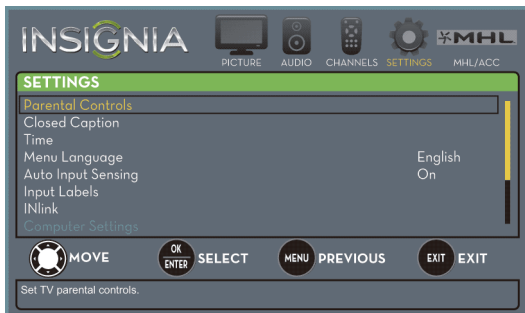 INSIGNIA
PICTURE AUDIO CHANNELS SETTINGS MHL/ACC
MHL
SETTINGS
Parental Controls
Closed Caption
Time
Menu Language English
Auto Input Sensing On
Input Labels
INlink
Computer Settings
MOVE OK ENTER SELECT MENU PREVIOUS EXIT EXIT
Set TV parental controls.